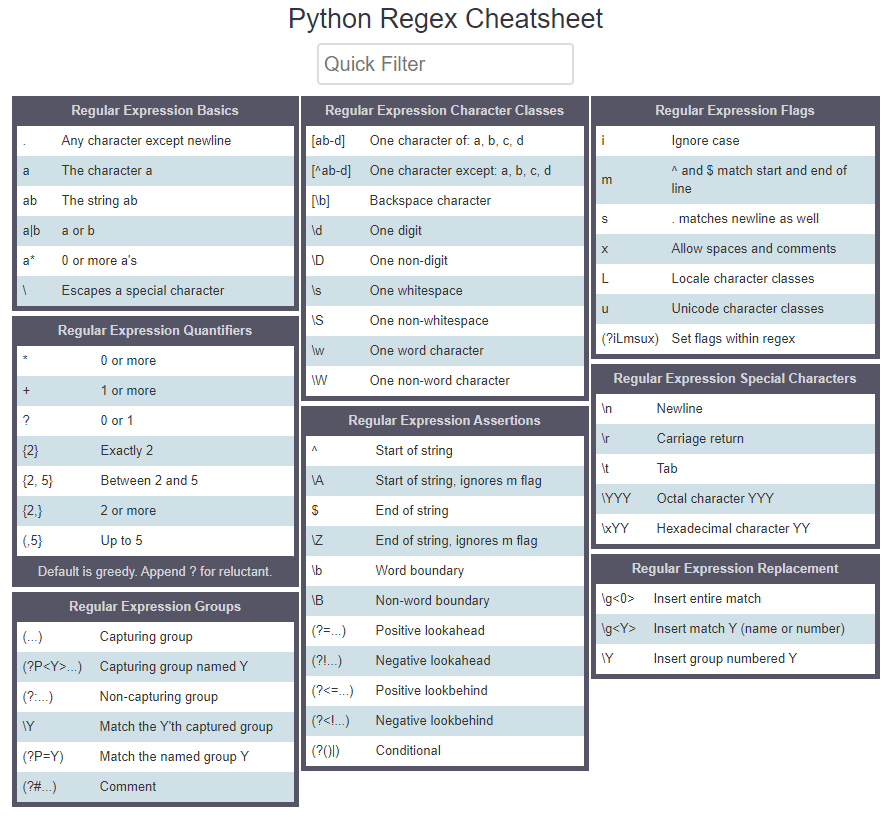 Python Regex Cheatsheet
Quick Filter
Regular Expression Basics
. Any character except newline
a The character a
ab The string ab
a|b a or b
a* 0 or more a's
\ Escapes a special character
Regular Expression Quantifiers
* 0 or more
+ 1 or more
? 0 or 1
{2} Exactly 2
{2, 5} Between 2 and 5
{2,} 2 or more
(,5} Up to 5
Default is greedy. Append ? for reluctant.
Regular Expression Groups
(...) Capturing group
(?P<Y>...) Capturing group named Y
(?:...) Non-capturing group
\Y Match the Y'th captured group
(?P=Y) Match the named group Y
(?#...) Comment
Regular Expression Character Classes
[ab-d] One character of: a, b, c, d
[^ab-d] One character except: a, b, c, d
[\b] Backspace character
\d One digit
\D One non-digit
\s One whitespace
\S One non-whitespace
\w One word character
\W One non-word character
Regular Expression Assertions
^ Start of string
\A Start of string, ignores m flag
$ End of string
\Z End of string, ignores m flag
\b Word boundary
\B Non-word boundary
(?=...) Positive lookahead
(?!...) Negative lookahead
(?<=...) Positive lookbehind
(?<!...) Negative lookbehind
(?()|) Conditional
Regular Expression Flags
i Ignore case
m ^ and $ match start and end of
line
s . matches newline as well
x Allow spaces and comments
L Locale character classes
u Unicode character classes
(?iLmsux) Set flags within regex
Regular Expression Special Characters
\n Newline
\r Carriage return
\t Tab
\YYY Octal character YYY
\xYY Hexadecimal character YY
Regular Expression Replacement
\g<0> Insert entire match
\g<Y> Insert match Y (name or number)
\Y Insert group numbered Y